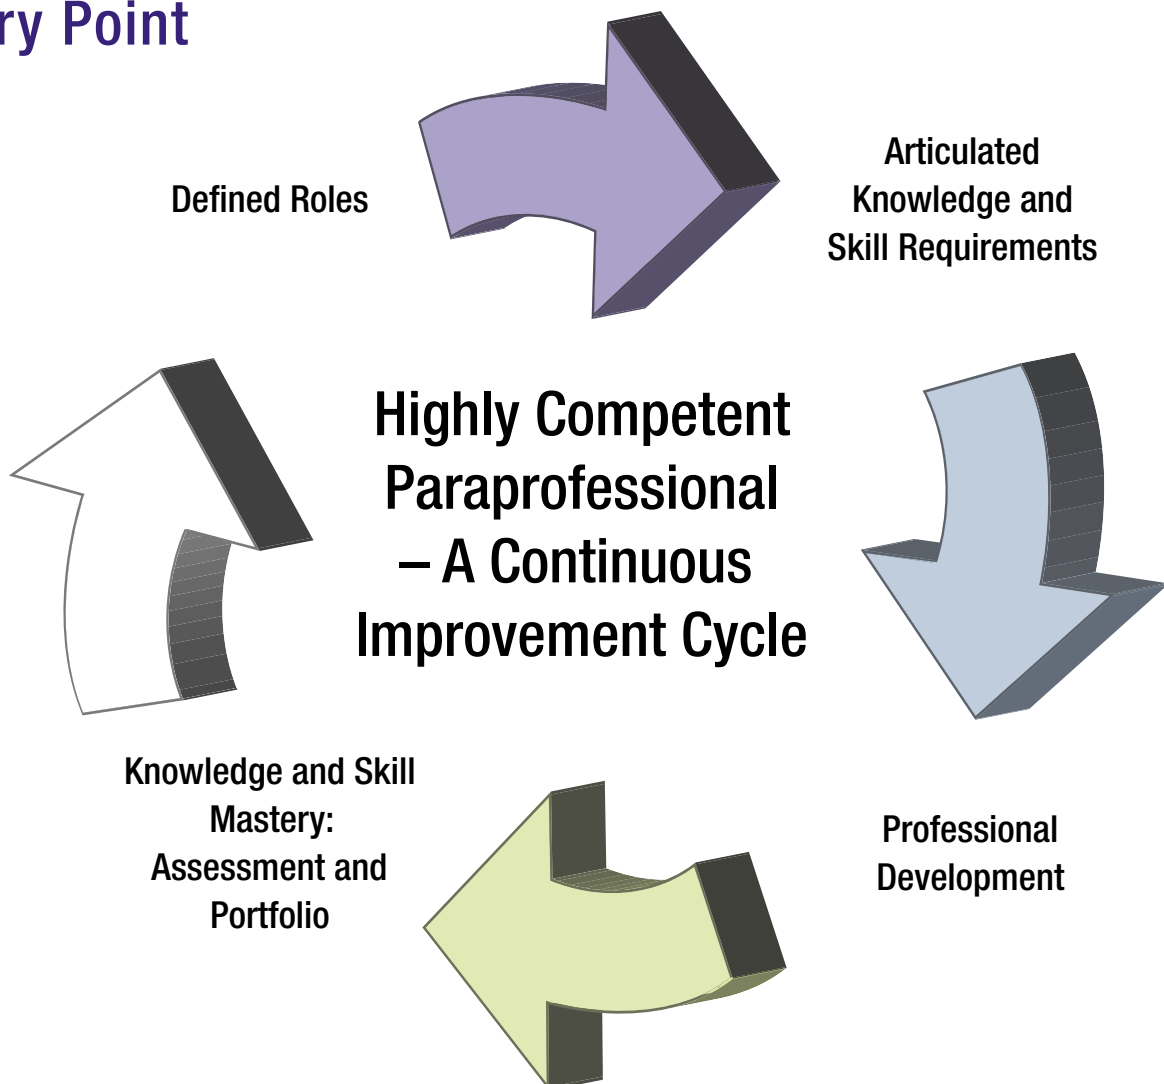 ry Point
Defined Roles
Articulated
Knowledge and
Skill Requirements
Highly Competent
Paraprofessional
– A Continuous
Improvement Cycle
Knowledge and Skill
Mastery:
Assessment and
Portfolio
Professional
Development